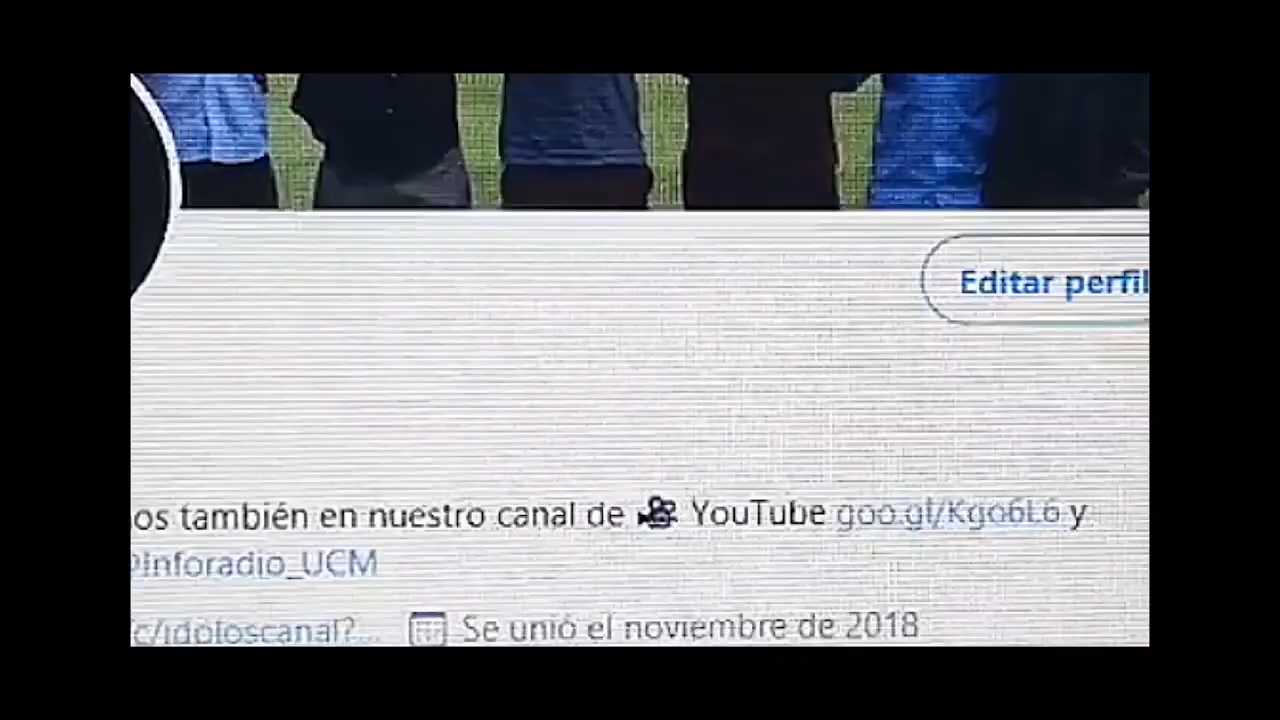 Editar perfil
os también en nuestro canal de YouTube goo.gl/Kgo6L6 y
@Inforadio_UCM
c/idoloscanal?...
Se unió el noviembre de 2018